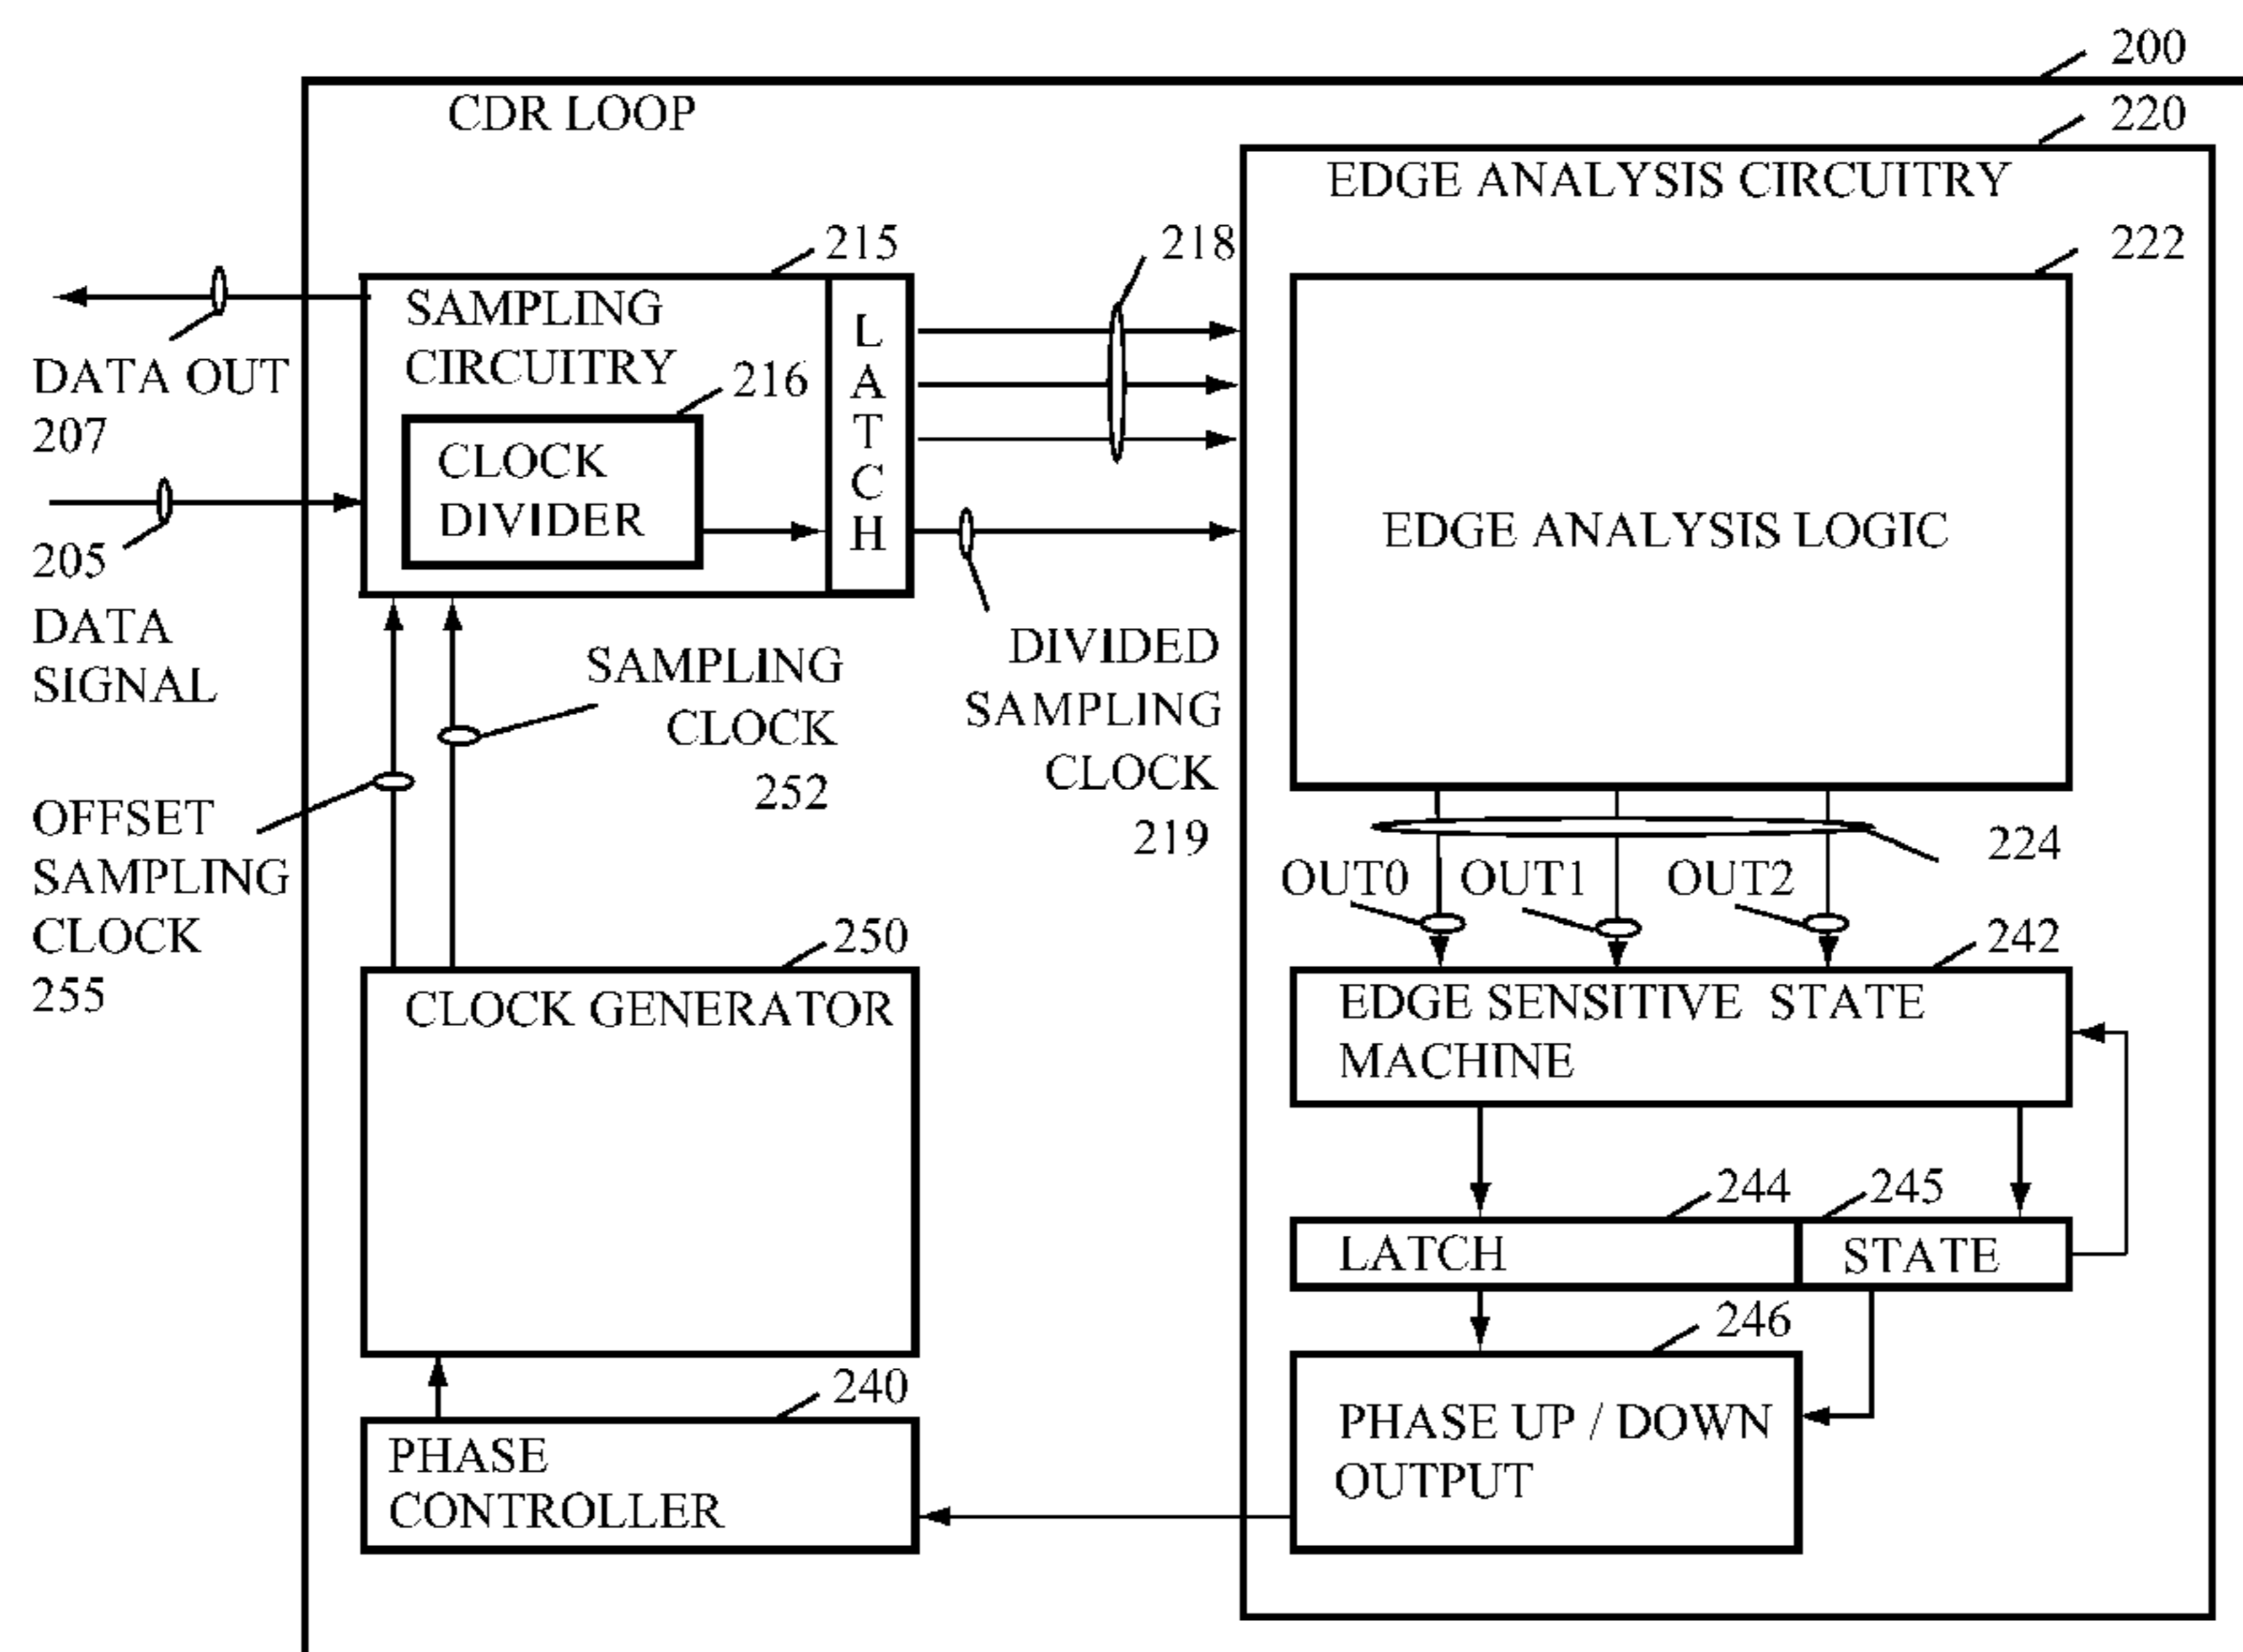 200
CDR LOOP
220
EDGE ANALYSIS CIRCUITRY
215
218
222
SAMPLING
CIRCUITRY
216
LATCH
DATA OUT
207
CLOCK
DIVIDER
EDGE ANALYSIS LOGIC
205
DATA
SIGNAL
SAMPLING
CLOCK
252
DIVIDED
SAMPLING
CLOCK
219
OFFSET
SAMPLING
CLOCK
255
224
OUT0 OUT1 OUT2
250
242
CLOCK GENERATOR
EDGE SENSITIVE STATE
MACHINE
244
245
LATCH
STATE
246
240
PHASE
CONTROLLER
PHASE UP / DOWN
OUTPUT